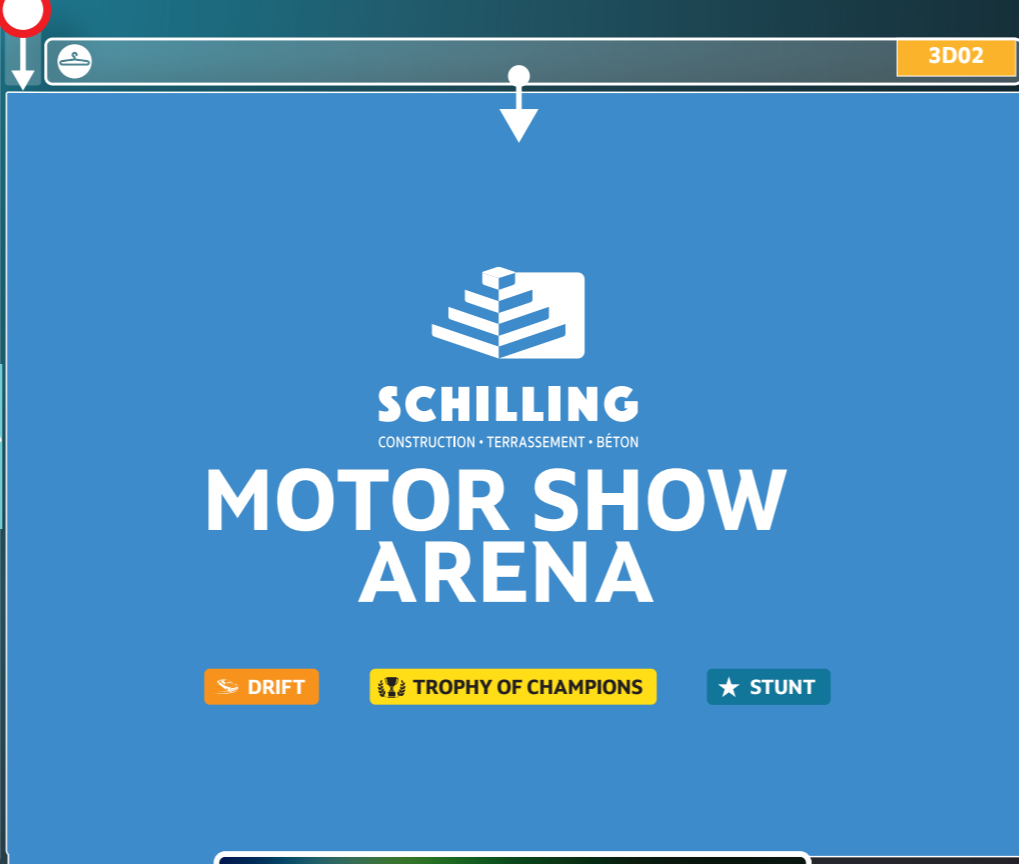 3D02
SCHILLING
CONSTRUCTION • TERRASSEMENT • BÉTON
MOTOR SHOW
ARENA
DRIFT
TROPHY OF CHAMPIONS
STUNT